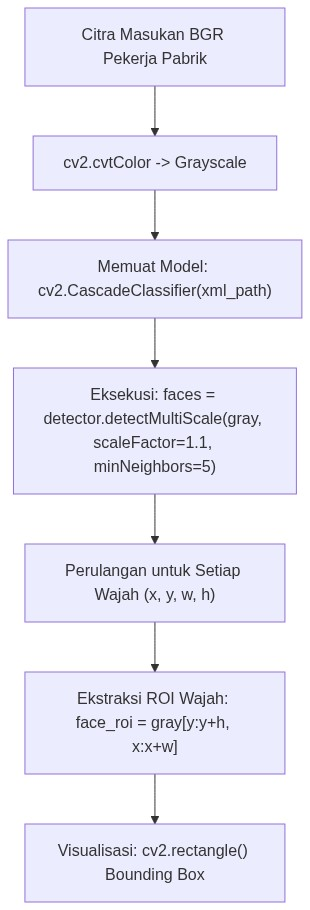 Citra Masukan BGR
Pekerja Pabrik
cv2.cvtColor -> Grayscale
Memuat Model:
cv2.CascadeClassifier(xml_path)
Eksekusi: faces =
detector.detectMultiScale(gray,
scaleFactor=1.1,
minNeighbors=5)
Perulangan untuk Setiap
Wajah (x, y, w, h)
Ekstraksi ROI Wajah:
face_roi = gray[y:y+h,
x:x+w]
Visualisasi: cv2.rectangle()
Bounding Box